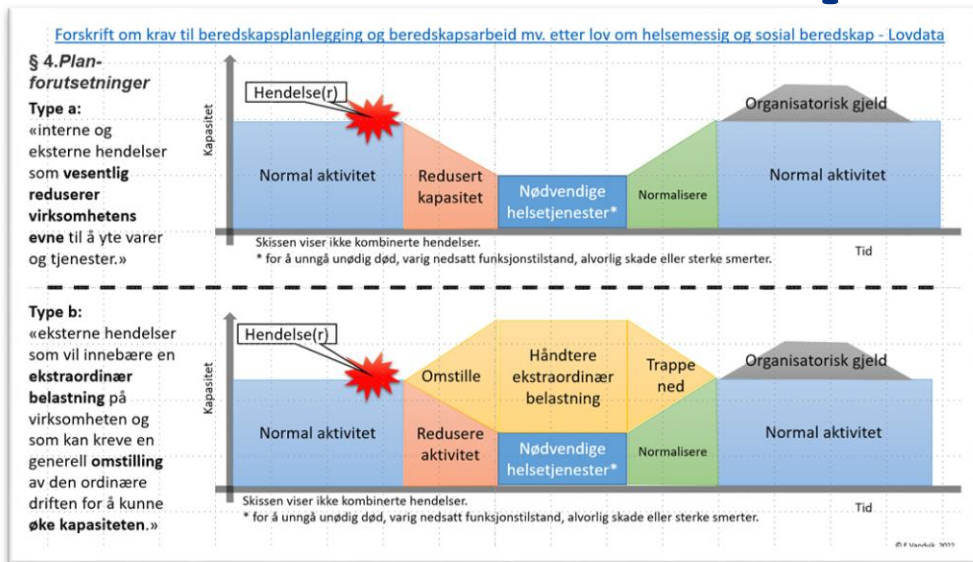 Forskrift om krav til beredskapsplanlegging og beredskapsarbeid mv. etter lov om helsemessig og sosial beredskap - Lovdata
§ 4.Plan-
forutsetninger
Type a:
«interne og
eksterne hendelser
som vesentlig
reduserer
virksomhetens
evne til å yte varer
og tjenester.»
Kapasitet
Hendelse(r)
Normal aktivitet
Redusert
kapasitet
Nødvendige
helsetjenester*
Normalisere
Organisatorisk gjeld
Normal aktivitet
Skissen viser ikke kombinerte hendelser.
* for å unngå unødig død, varig nedsatt funksjonstilstand, alvorlig skade eller sterke smerter.
Tid
Type b:
«eksterne hendelser
som vil innebære en
ekstraordinær
belastning på
virksomheten og
som kan kreve en
generell omstilling
av den ordinære
driften for å kunne
øke kapasiteten.»
Kapasitet
Hendelse(r)
Normal aktivitet
Omstille
Redusere
aktivitet
Håndtere
ekstraordinær
belastning
Nødvendige
helsetjenester*
Trappe
ned
Normalisere
Organisatorisk gjeld
Normal aktivitet
Skissen viser ikke kombinerte hendelser.
* for å unngå unødig død, varig nedsatt funksjonstilstand, alvorlig skade eller sterke smerter.
Tid
© E Vandvik, 2022